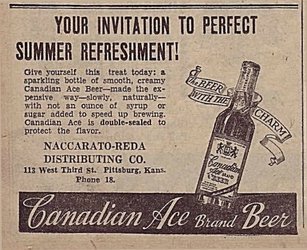 YOUR INVITATION TO PERFECT
SUMMER REFRESHMENT!
Give yourself this treat today: a
sparkling bottle of smooth, creamy
Canadian Ace Beer—made the ex-
pensive way—slowly, naturally—
with not an ounce of syrup or
sugar added to speed up brewing.
Canadian Ace is double-sealed to
protect the flavor.
NACCARATO-REDA
DISTRIBUTING CO.
113 West Third St. Pittsburg, Kans.
Phone 18.
THE BEER
WITH THE
CHARM
Canadian Ace Brand Beer